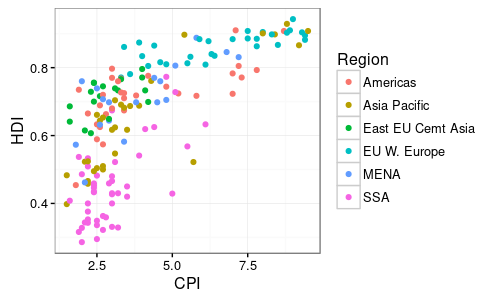 HDI
0.8
0.6
0.4
2.5 5.0 7.5
CPI
Region
Americas
Asia Pacific
East EU Cemt Asia
EU W. Europe
MENA
SSA